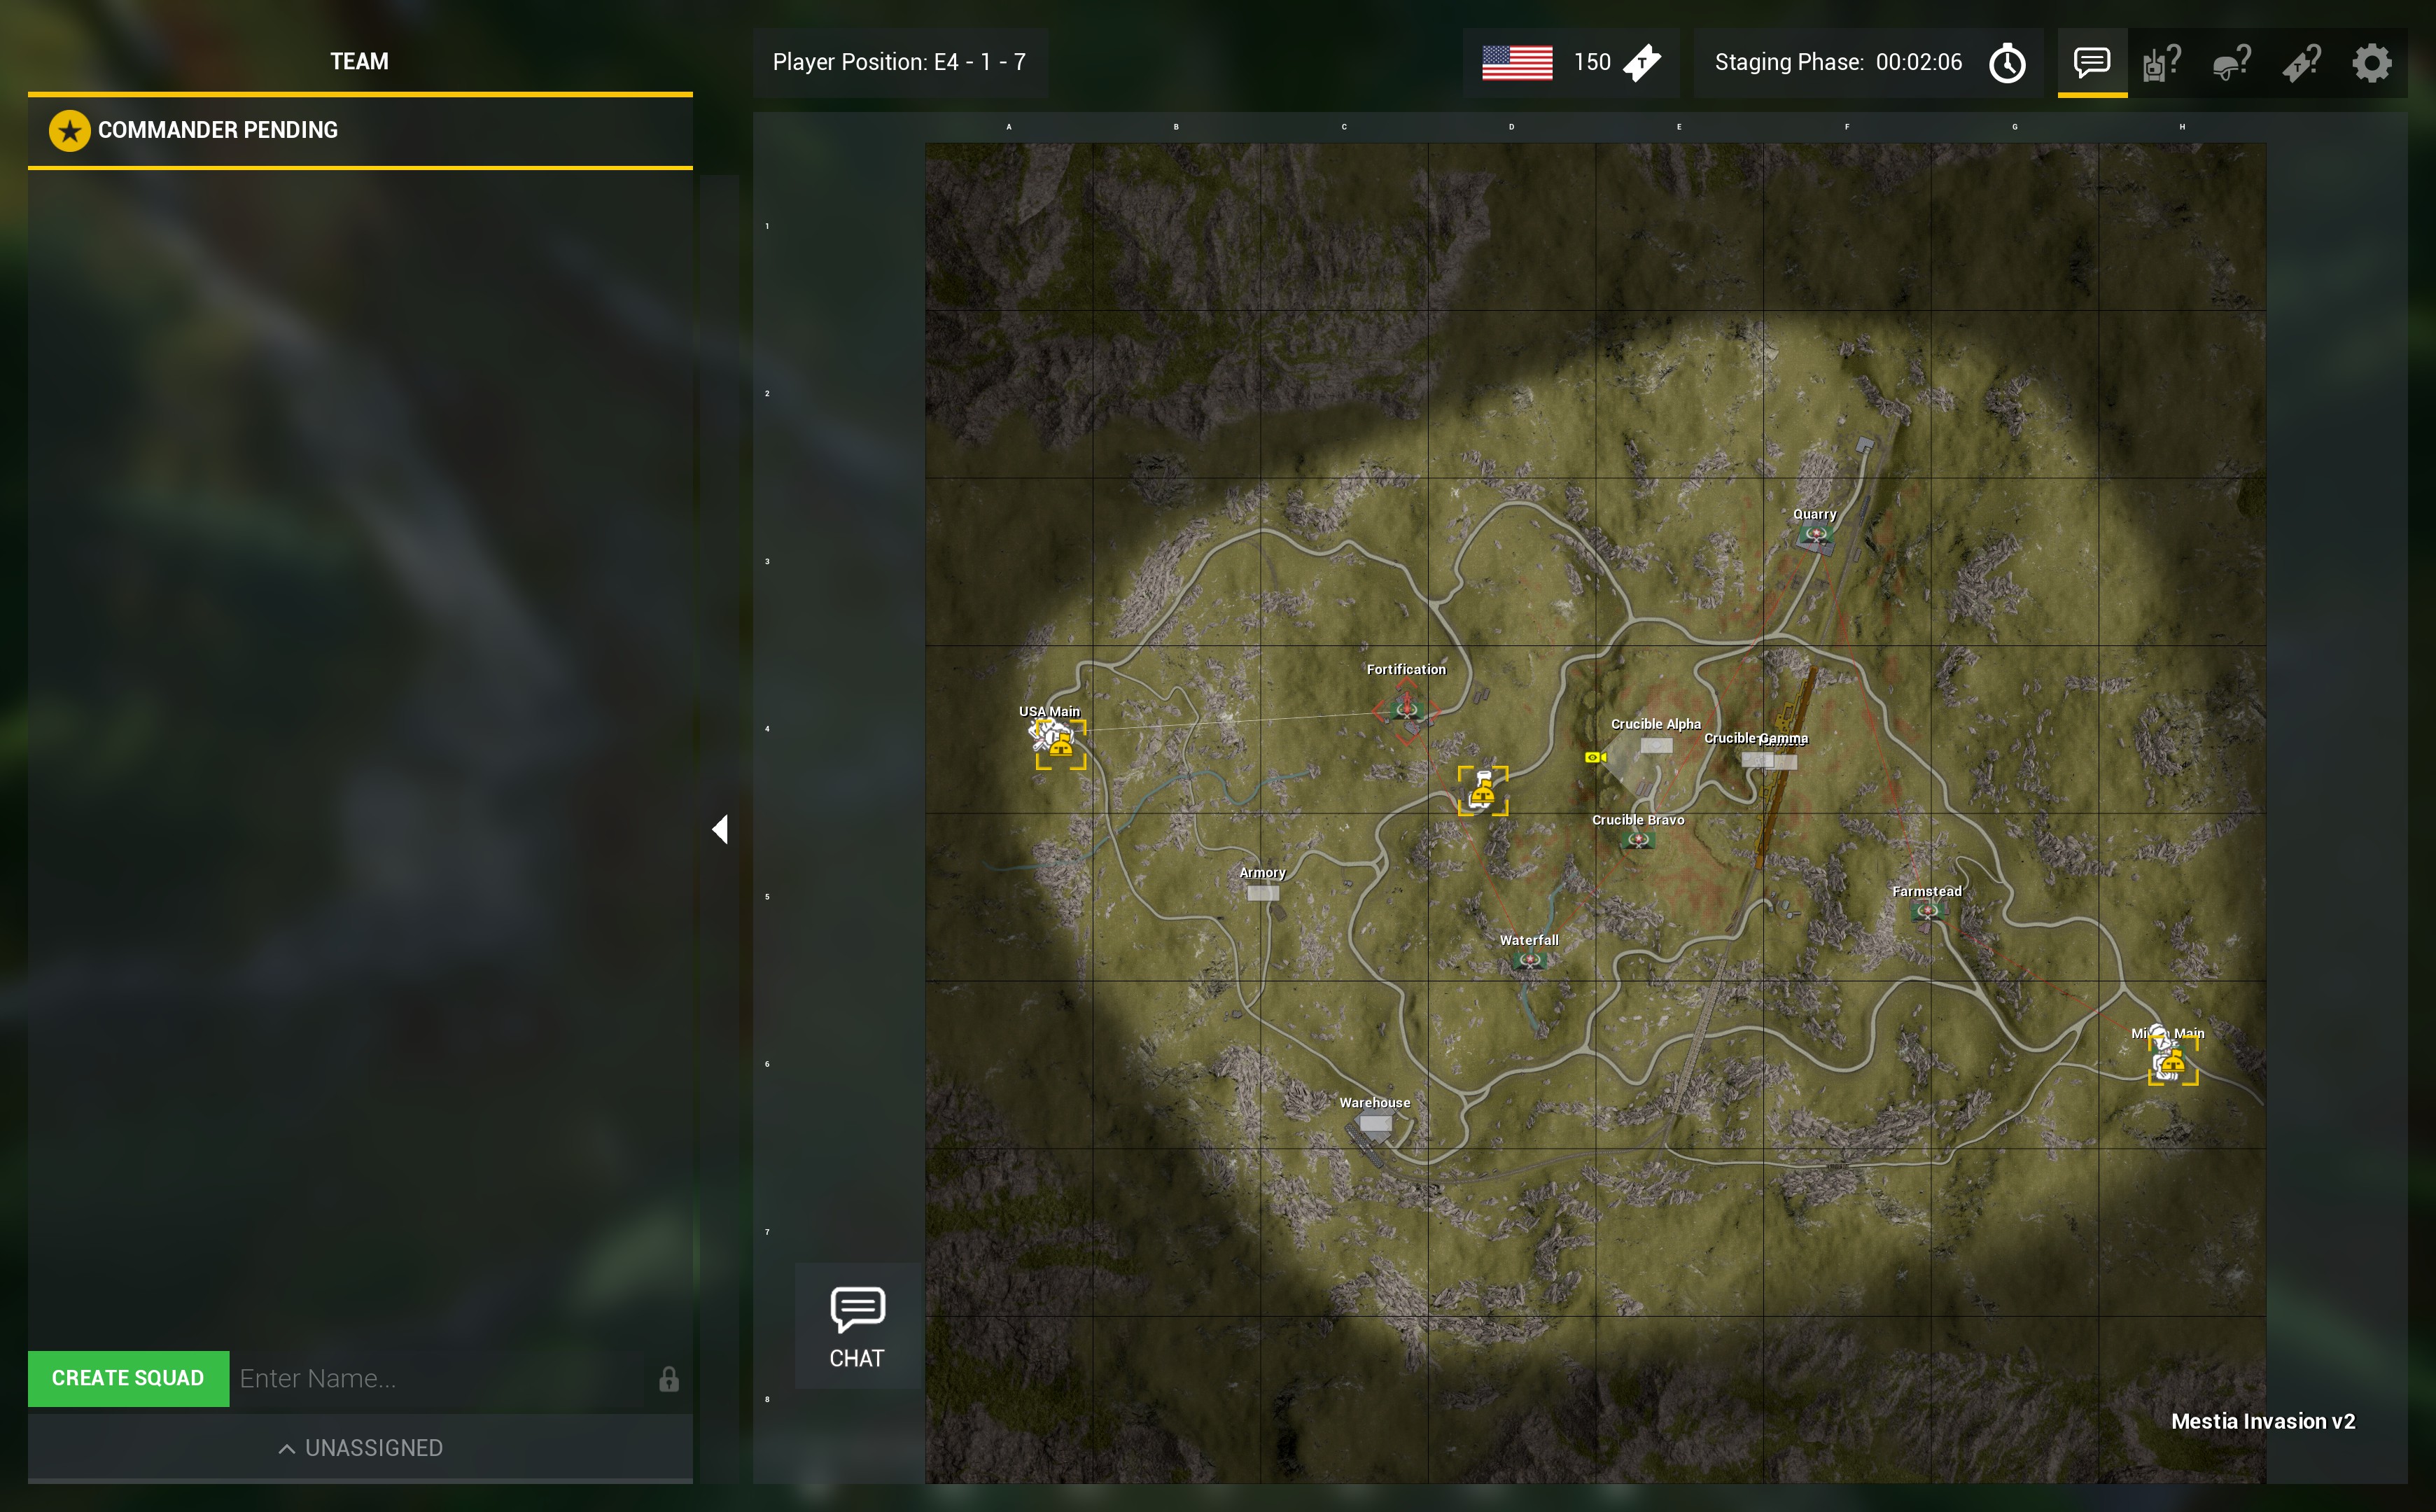 TEAM
Player Position: E4 - 1 - 7
150
T
Staging Phase: 00:02:06
?
?
T?
COMMANDER PENDING
A B C D E F G H
1
2
Quarry
3
Fortification
USA Main
Crucible Alpha
4
Crucible Gamma
Crucible Bravo
Armory
Farmstead
5
Waterfall
Main
6
Warehouse
7
CHAT
CREATE SQUAD
Enter Name...
8
Mestia Invasion v2
UNASSIGNED